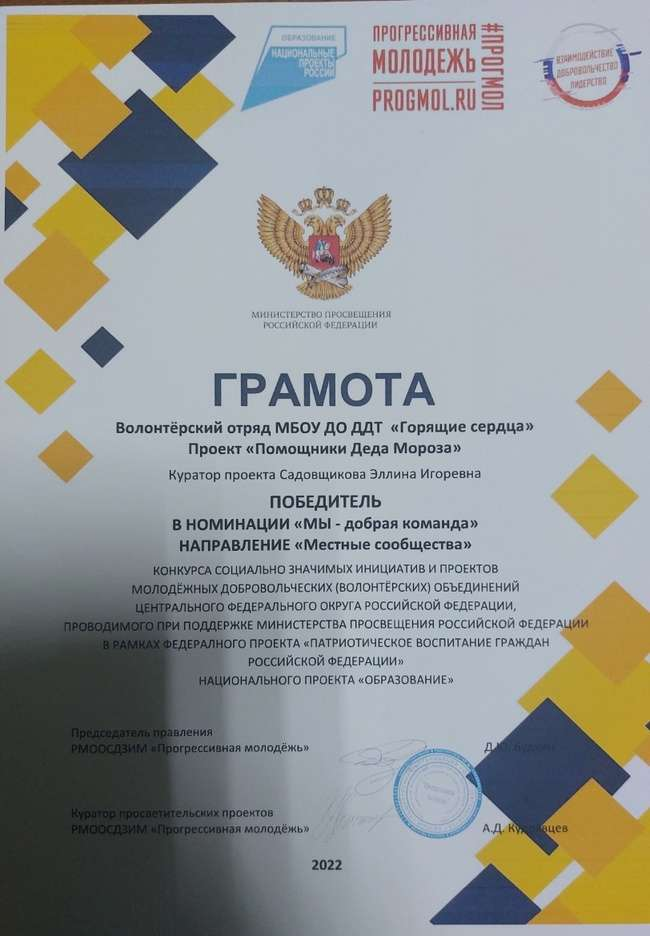 ОБРАЗОВАНИЕ
НАЦИОНАЛЬНЫЕ
ПРОЕКТЫ
РОССИИ
ПРОГРЕССИВНАЯ
МОЛОДЕЖЬ
PROGMOL.RU
#ПРОГМОЛ
ВЗАИМОДЕЙСТВИЕ
ДОБРОВОЛЬЧЕСТВО
ЛИДЕРСТВО
МИНИСТЕРСТВО ПРОСВЕЩЕНИЯ
РОССИЙСКОЙ ФЕДЕРАЦИИ
ГРАМОТА
Волонтёрский отряд МБОУ ДО ДДТ «Горящие сердца»
Проект «Помощники Деда Мороза»
Куратор проекта Садовщикова Эллина Игоревна
ПОБЕДИТЕЛЬ
В НОМИНАЦИИ «МЫ - добрая команда»
НАПРАВЛЕНИЕ «Местные сообщества»
КОНКУРСА СОЦИАЛЬНО ЗНАЧИМЫХ ИНИЦИАТИВ И ПРОЕКТОВ
МОЛОДЁЖНЫХ ДОБРОВОЛЬЧЕСКИХ (ВОЛОНТЁРСКИХ) ОБЪЕДИНЕНИЙ
ЦЕНТРАЛЬНОГО ФЕДЕРАЛЬНОГО ОКРУГА РОССИЙСКОЙ ФЕДЕРАЦИИ,
ПРОВОДИМОГО ПРИ ПОДДЕРЖКЕ МИНИСТЕРСТВА ПРОСВЕЩЕНИЯ РОССИЙСКОЙ ФЕДЕРАЦИИ
В РАМКАХ ФЕДЕРАЛНОГО ПРОЕКТА «ПАТРИОТИЧЕСКОЕ ВОСПИТАНИЕ ГРАЖДАН
РОССИЙСКОЙ ФЕДЕРАЦИИ»
НАЦИОНАЛЬНОГО ПРОЕКТА «ОБРАЗОВАНИЕ»
Председатель правления
РМООСДЗИМ «Прогрессивная молодёжь»
Д.Ю.
Куратор просветительских проектов
РМООСДЗИМ «Прогрессивная молодёжь»
А.Д. Кудрявцев
2022